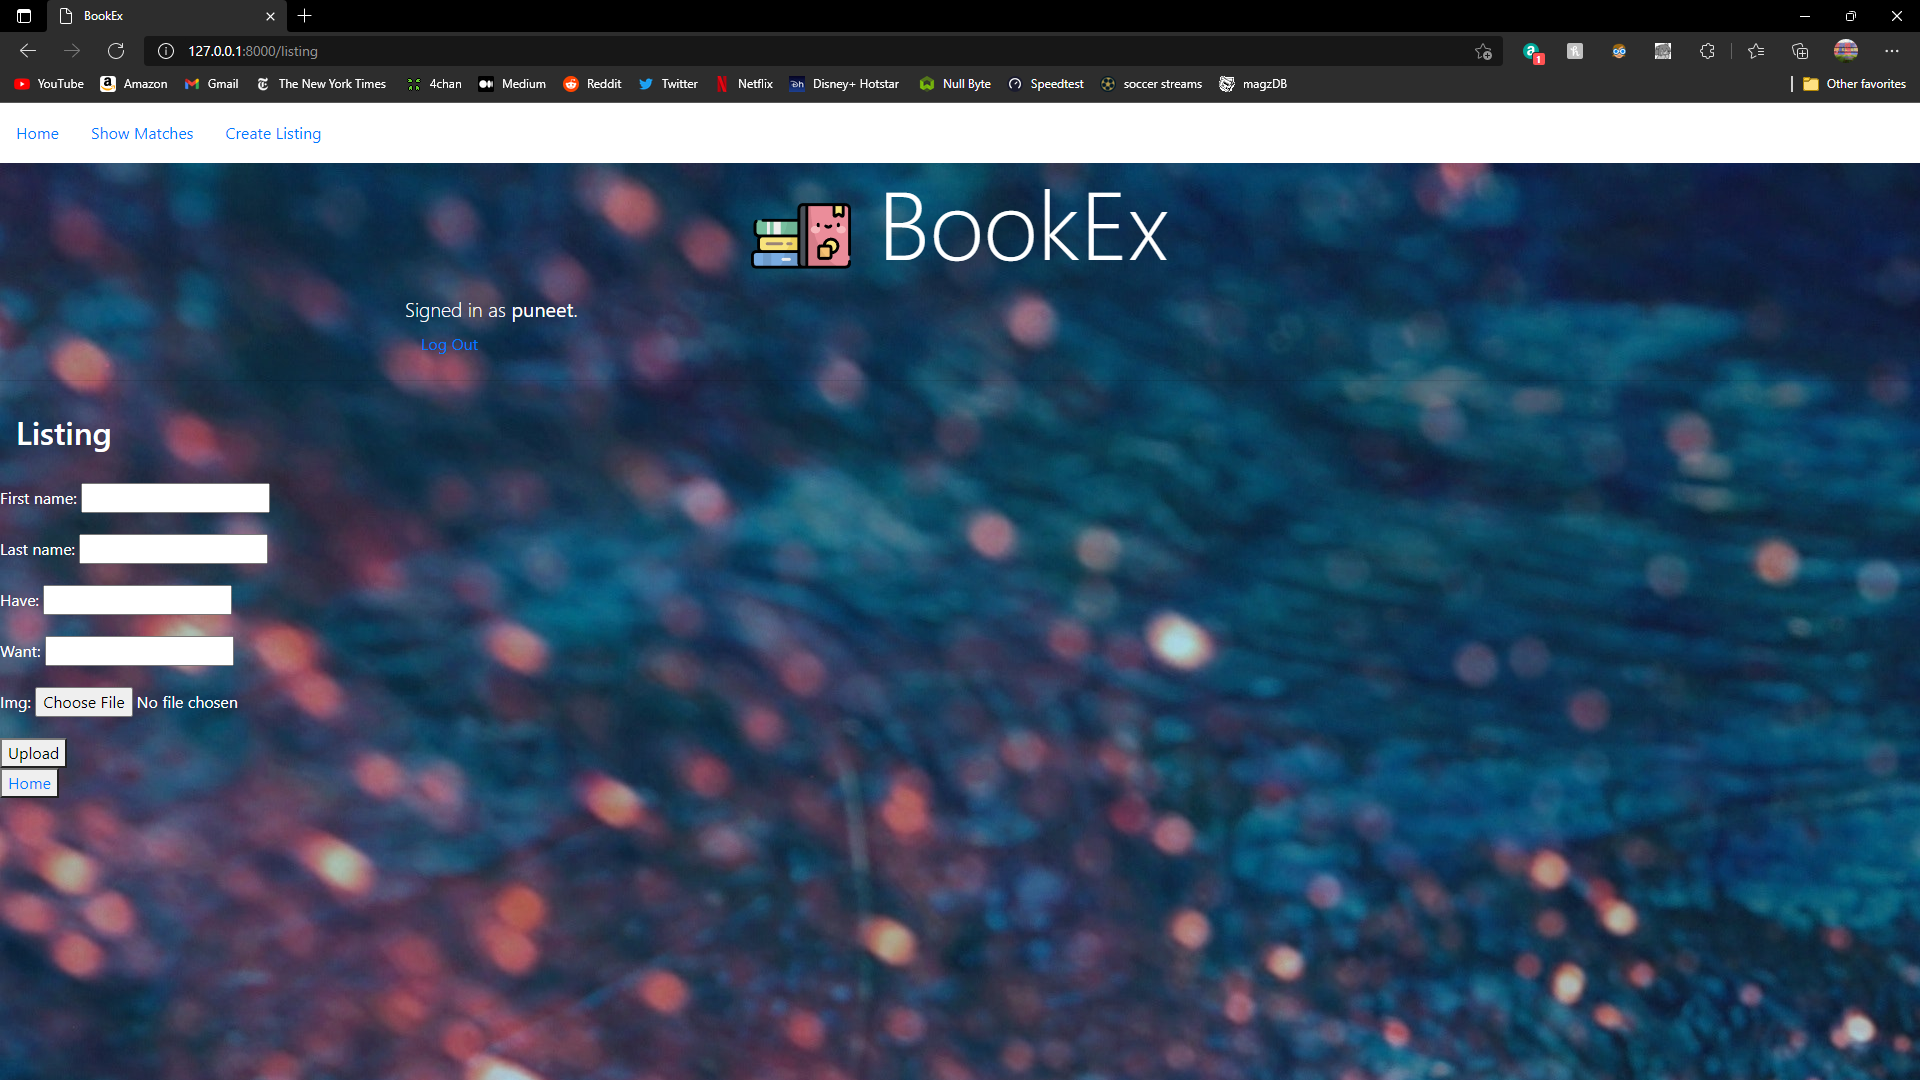 BookEx
127.0.0.1:8000/listing
1
YouTube Amazon Gmail The New York Times 4chan Medium Reddit Twitter Netflix Disney+ Hotstar Null Byte Speedtest soccer streams magzDB Other favorites
Home Show Matches Create Listing
BookEx
Signed in as puneet.
Log Out
Listing
First name:
Last name:
Have:
Want:
Img: Choose File No file chosen
Upload
Home